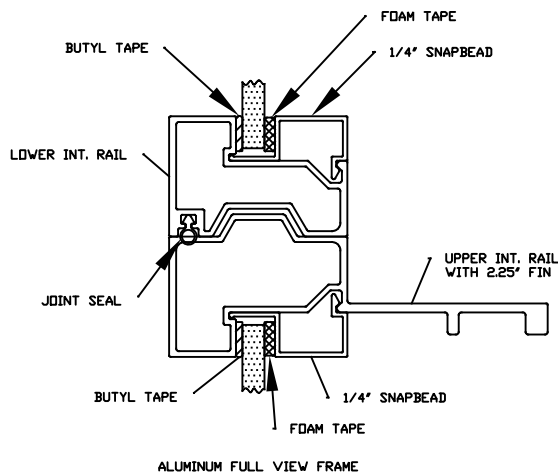 FOAM TAPE
BUTYL TAPE
1/4" SNAPBEAD
LOWER INT. RAIL
UPPER INT. RAIL
WITH 2.25" FIN
JOINT SEAL
BUTYL TAPE
1/4" SNAPBEAD
FOAM TAPE
ALUMINUM FULL VIEW FRAME